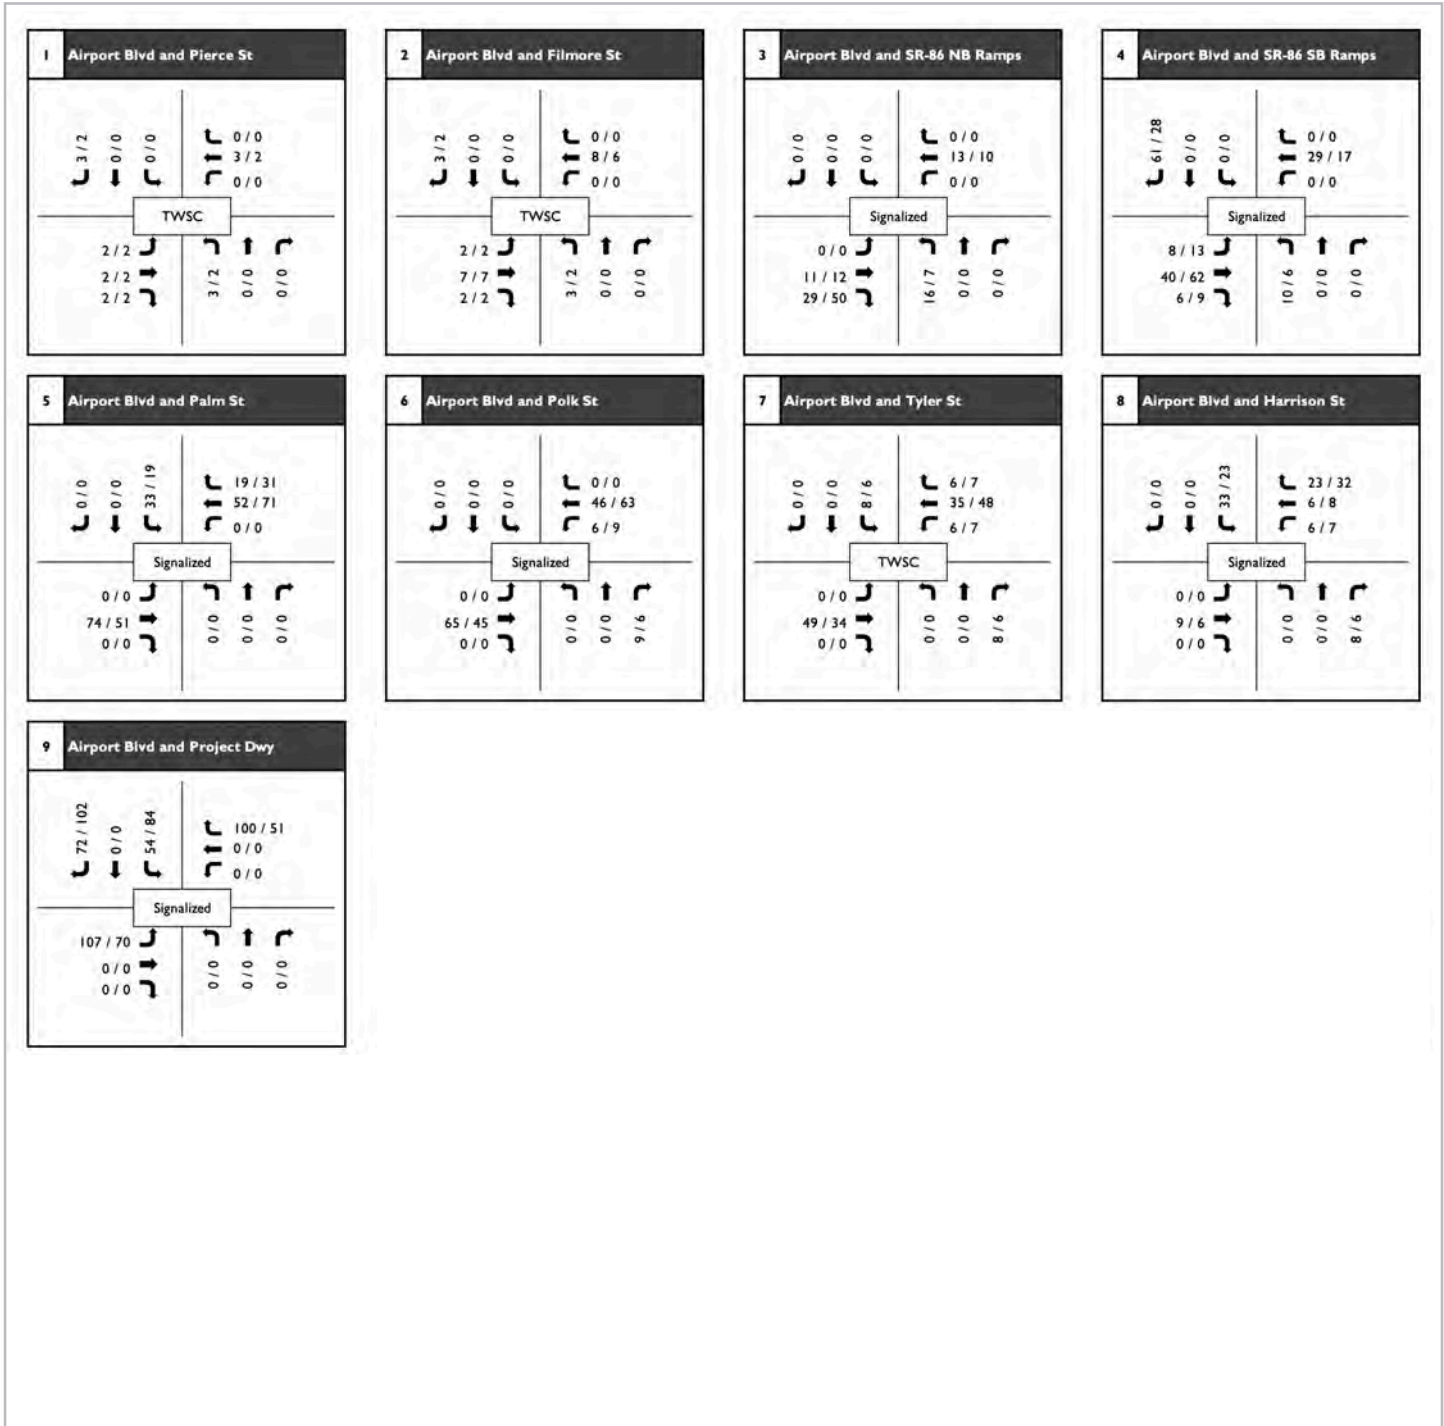 1 Airport Blvd and Pierce St
3 / 2
0 / 0
0 / 0
0 / 0
3 / 2
0 / 0
TWSC
2 / 2
2 / 2
2 / 2
3 / 2
0 / 0
0 / 0
2 Airport Blvd and Filmore St
3 / 2
0 / 0
0 / 0
0 / 0
8 / 6
0 / 0
TWSC
2 / 2
7 / 7
2 / 2
3 / 2
0 / 0
0 / 0
3 Airport Blvd and SR-86 NB Ramps
0 / 0
0 / 0
0 / 0
0 / 0
13 / 10
0 / 0
Signalized
0 / 0
11 / 12
29 / 50
16 / 7
0 / 0
0 / 0
4 Airport Blvd and SR-86 SB Ramps
61 / 28
0 / 0
0 / 0
0 / 0
29 / 17
0 / 0
Signalized
8 / 13
40 / 62
6 / 9
10 / 6
0 / 0
0 / 0
5 Airport Blvd and Palm St
0 / 0
0 / 0
33 / 19
19 / 31
52 / 71
0 / 0
Signalized
0 / 0
74 / 51
0 / 0
0 / 0
0 / 0
0 / 0
6 Airport Blvd and Polk St
0 / 0
0 / 0
0 / 0
0 / 0
46 / 63
6 / 9
Signalized
0 / 0
65 / 45
0 / 0
0 / 0
0 / 0
9 / 6
7 Airport Blvd and Tyler St
0 / 0
0 / 0
8 / 6
6 / 7
35 / 48
6 / 7
TWSC
0 / 0
49 / 34
0 / 0
0 / 0
0 / 0
8 / 6
8 Airport Blvd and Harrison St
0 / 0
0 / 0
33 / 23
23 / 32
6 / 8
6 / 7
Signalized
0 / 0
9 / 6
0 / 0
0 / 0
0 / 0
8 / 6
9 Airport Blvd and Project Dwy
72 / 102
0 / 0
54 / 84
100 / 51
0 / 0
0 / 0
Signalized
107 / 70
0 / 0
0 / 0
0 / 0
0 / 0
0 / 0